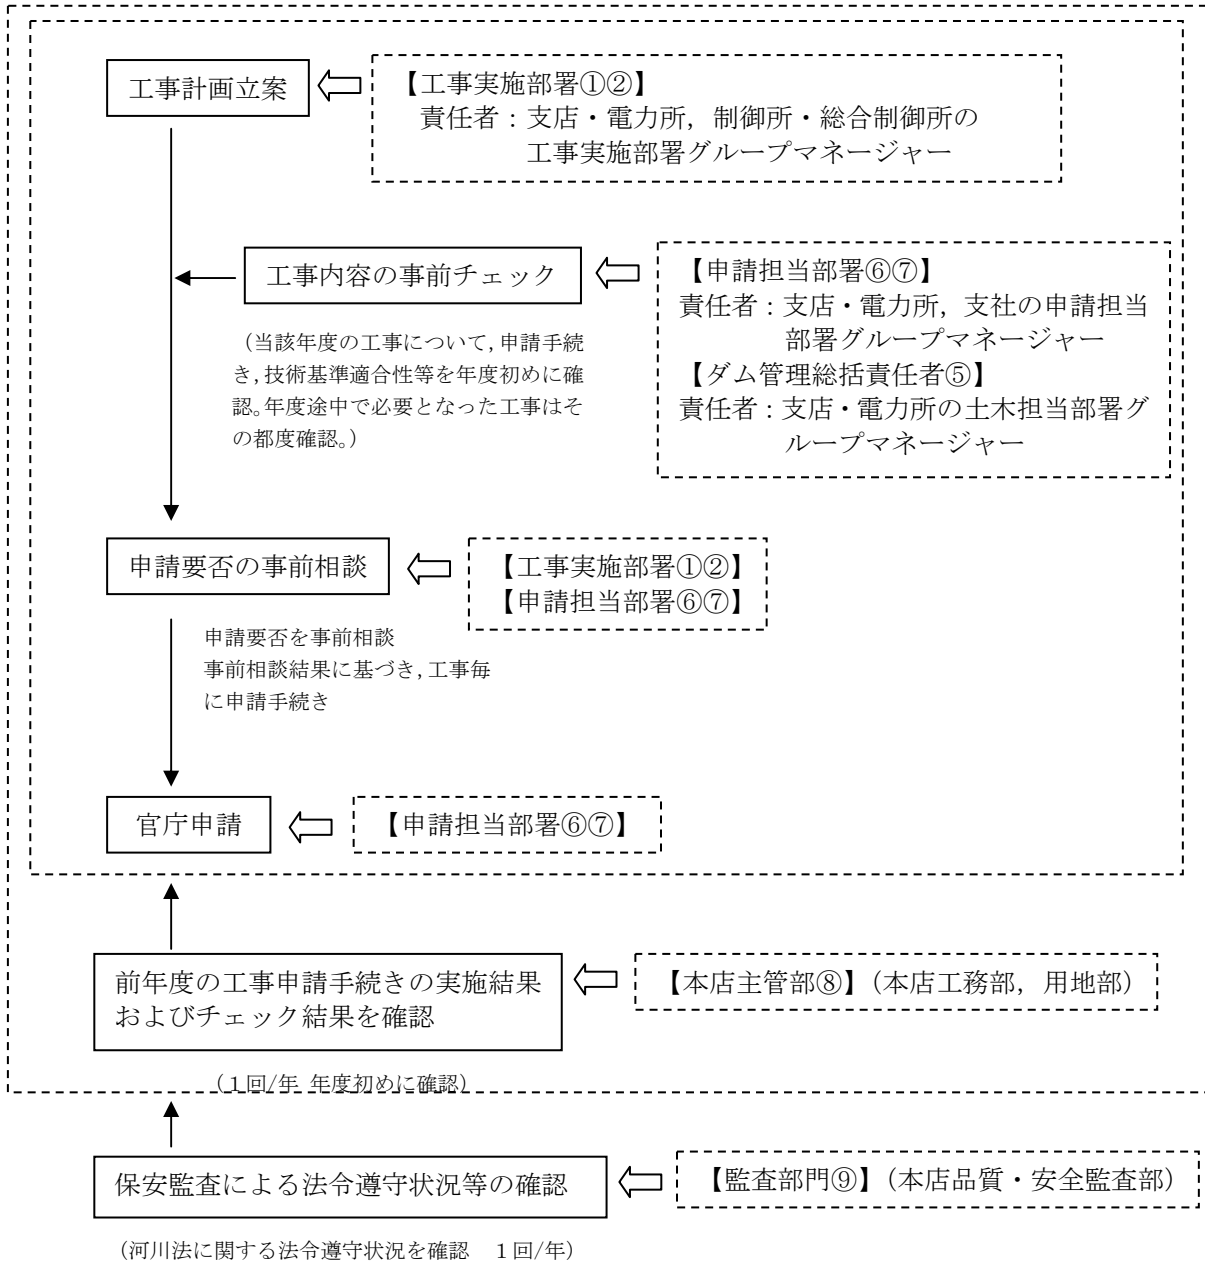 工事計画立案
【工事実施部署①②】
責任者：支店・電力所，制御所・総合制御所の
工事実施部署グループマネージャー
工事内容の事前チェック
（当該年度の工事について，申請手続
き，技術基準適合性等を年度初めに確
認。年度途中で必要となった工事はそ
の都度確認。）
【申請担当部署⑥⑦】
責任者：支店・電力所，支社の申請担当
部署グループマネージャー
【ダム管理総括責任者⑤】
責任者：支店・電力所の土木担当部署グ
ループマネージャー
申請要否の事前相談
【工事実施部署①②】
【申請担当部署⑥⑦】
申請要否を事前相談
事前相談結果に基づき，工事毎
に申請手続き
官庁申請
【申請担当部署⑥⑦】
前年度の工事申請手続きの実施結果
およびチェック結果を確認
【本店主管部⑧】（本店工務部，用地部）
（１回/年 年度初めに確認）
保安監査による法令遵守状況等の確認
【監査部門⑨】（本店品質・安全監査部）
（河川法に関する法令遵守状況を確認　１回/年）